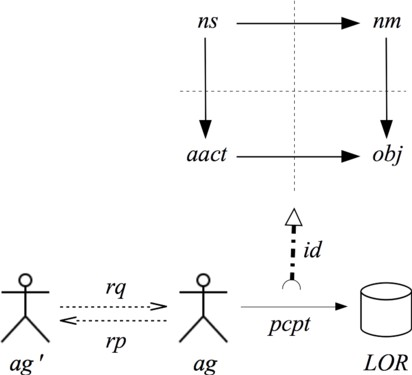 ns nm
aact obj
id
rq
pcpt
rp
ag' ag LOR